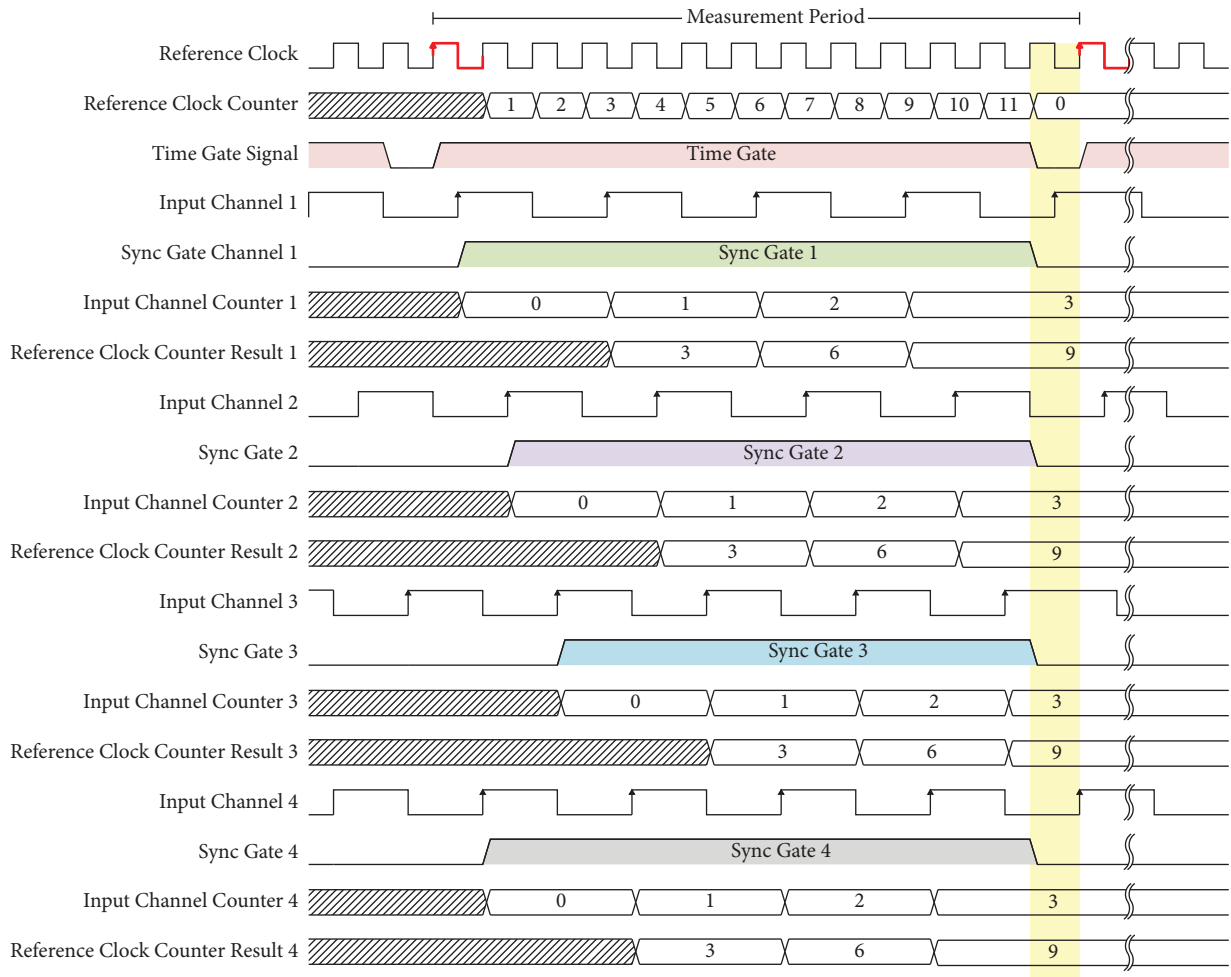 Measurement Period
Reference Clock
Reference Clock Counter 1 2 3 4 5 6 7 8 9 10 11 0
Time Gate Signal Time Gate
Input Channel 1
Sync Gate Channel 1 Sync Gate 1
Input Channel Counter 1 0 1 2 3
Reference Clock Counter Result 1 3 6 9
Input Channel 2
Sync Gate 2 Sync Gate 2
Input Channel Counter 2 0 1 2 3
Reference Clock Counter Result 2 3 6 9
Input Channel 3
Sync Gate 3 Sync Gate 3
Input Channel Counter 3 0 1 2 3
Reference Clock Counter Result 3 3 6 9
Input Channel 4
Sync Gate 4 Sync Gate 4
Input Channel Counter 4 0 1 2 3
Reference Clock Counter Result 4 3 6 9